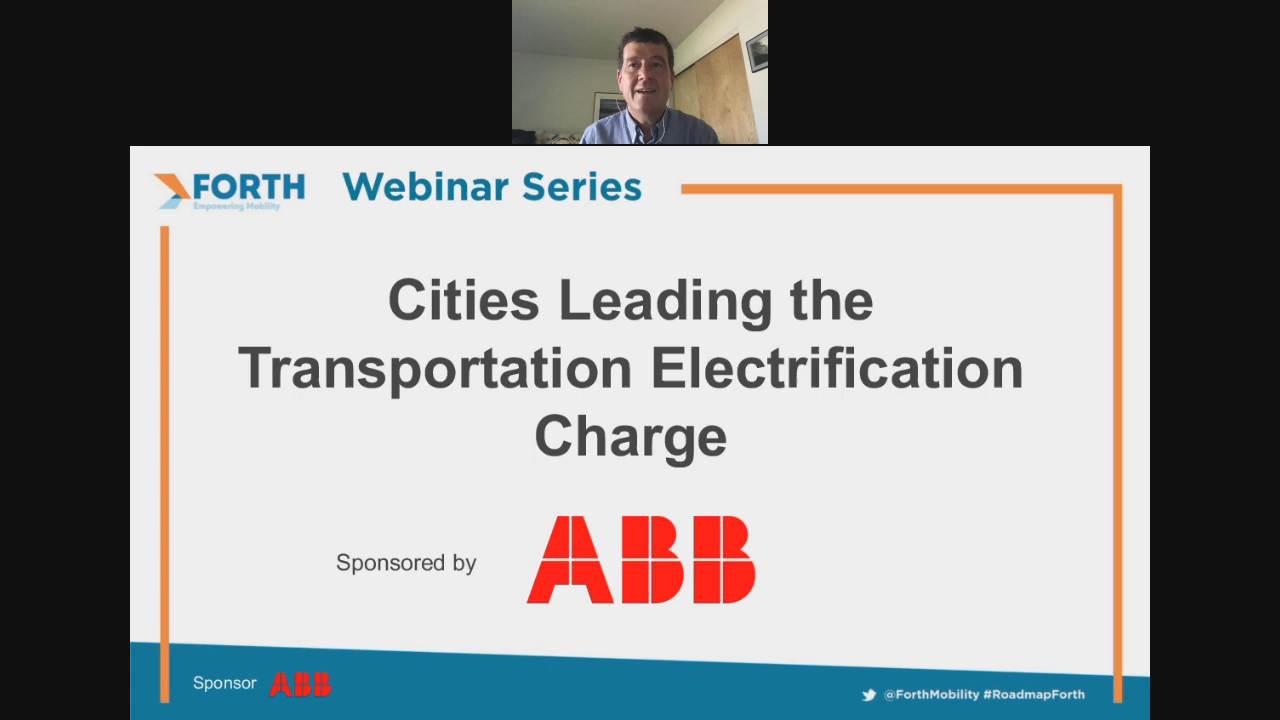 FORTH
Empowering Mobility
Webinar Series
Cities Leading the
Transportation Electrification
Charge
Sponsored by
ABB
Sponsor ABB
@ForthMobility #RoadmapForth